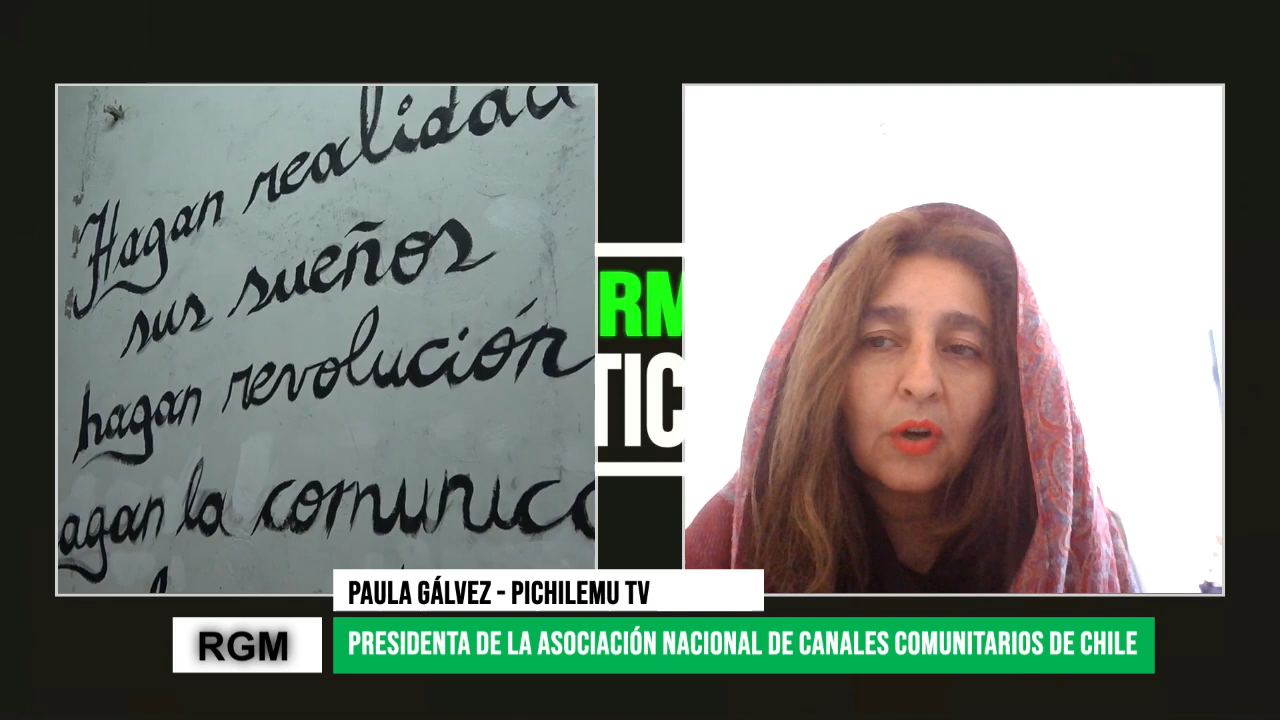 Hagan realidad
sus sueños
hagan revolución
agan la comunica
RM
TIC
PAULA GÁLVEZ - PICHILEMU TV
RGM
PRESIDENTA DE LA ASOCIACIÓN NACIONAL DE CANALES COMUNITARIOS DE CHILE